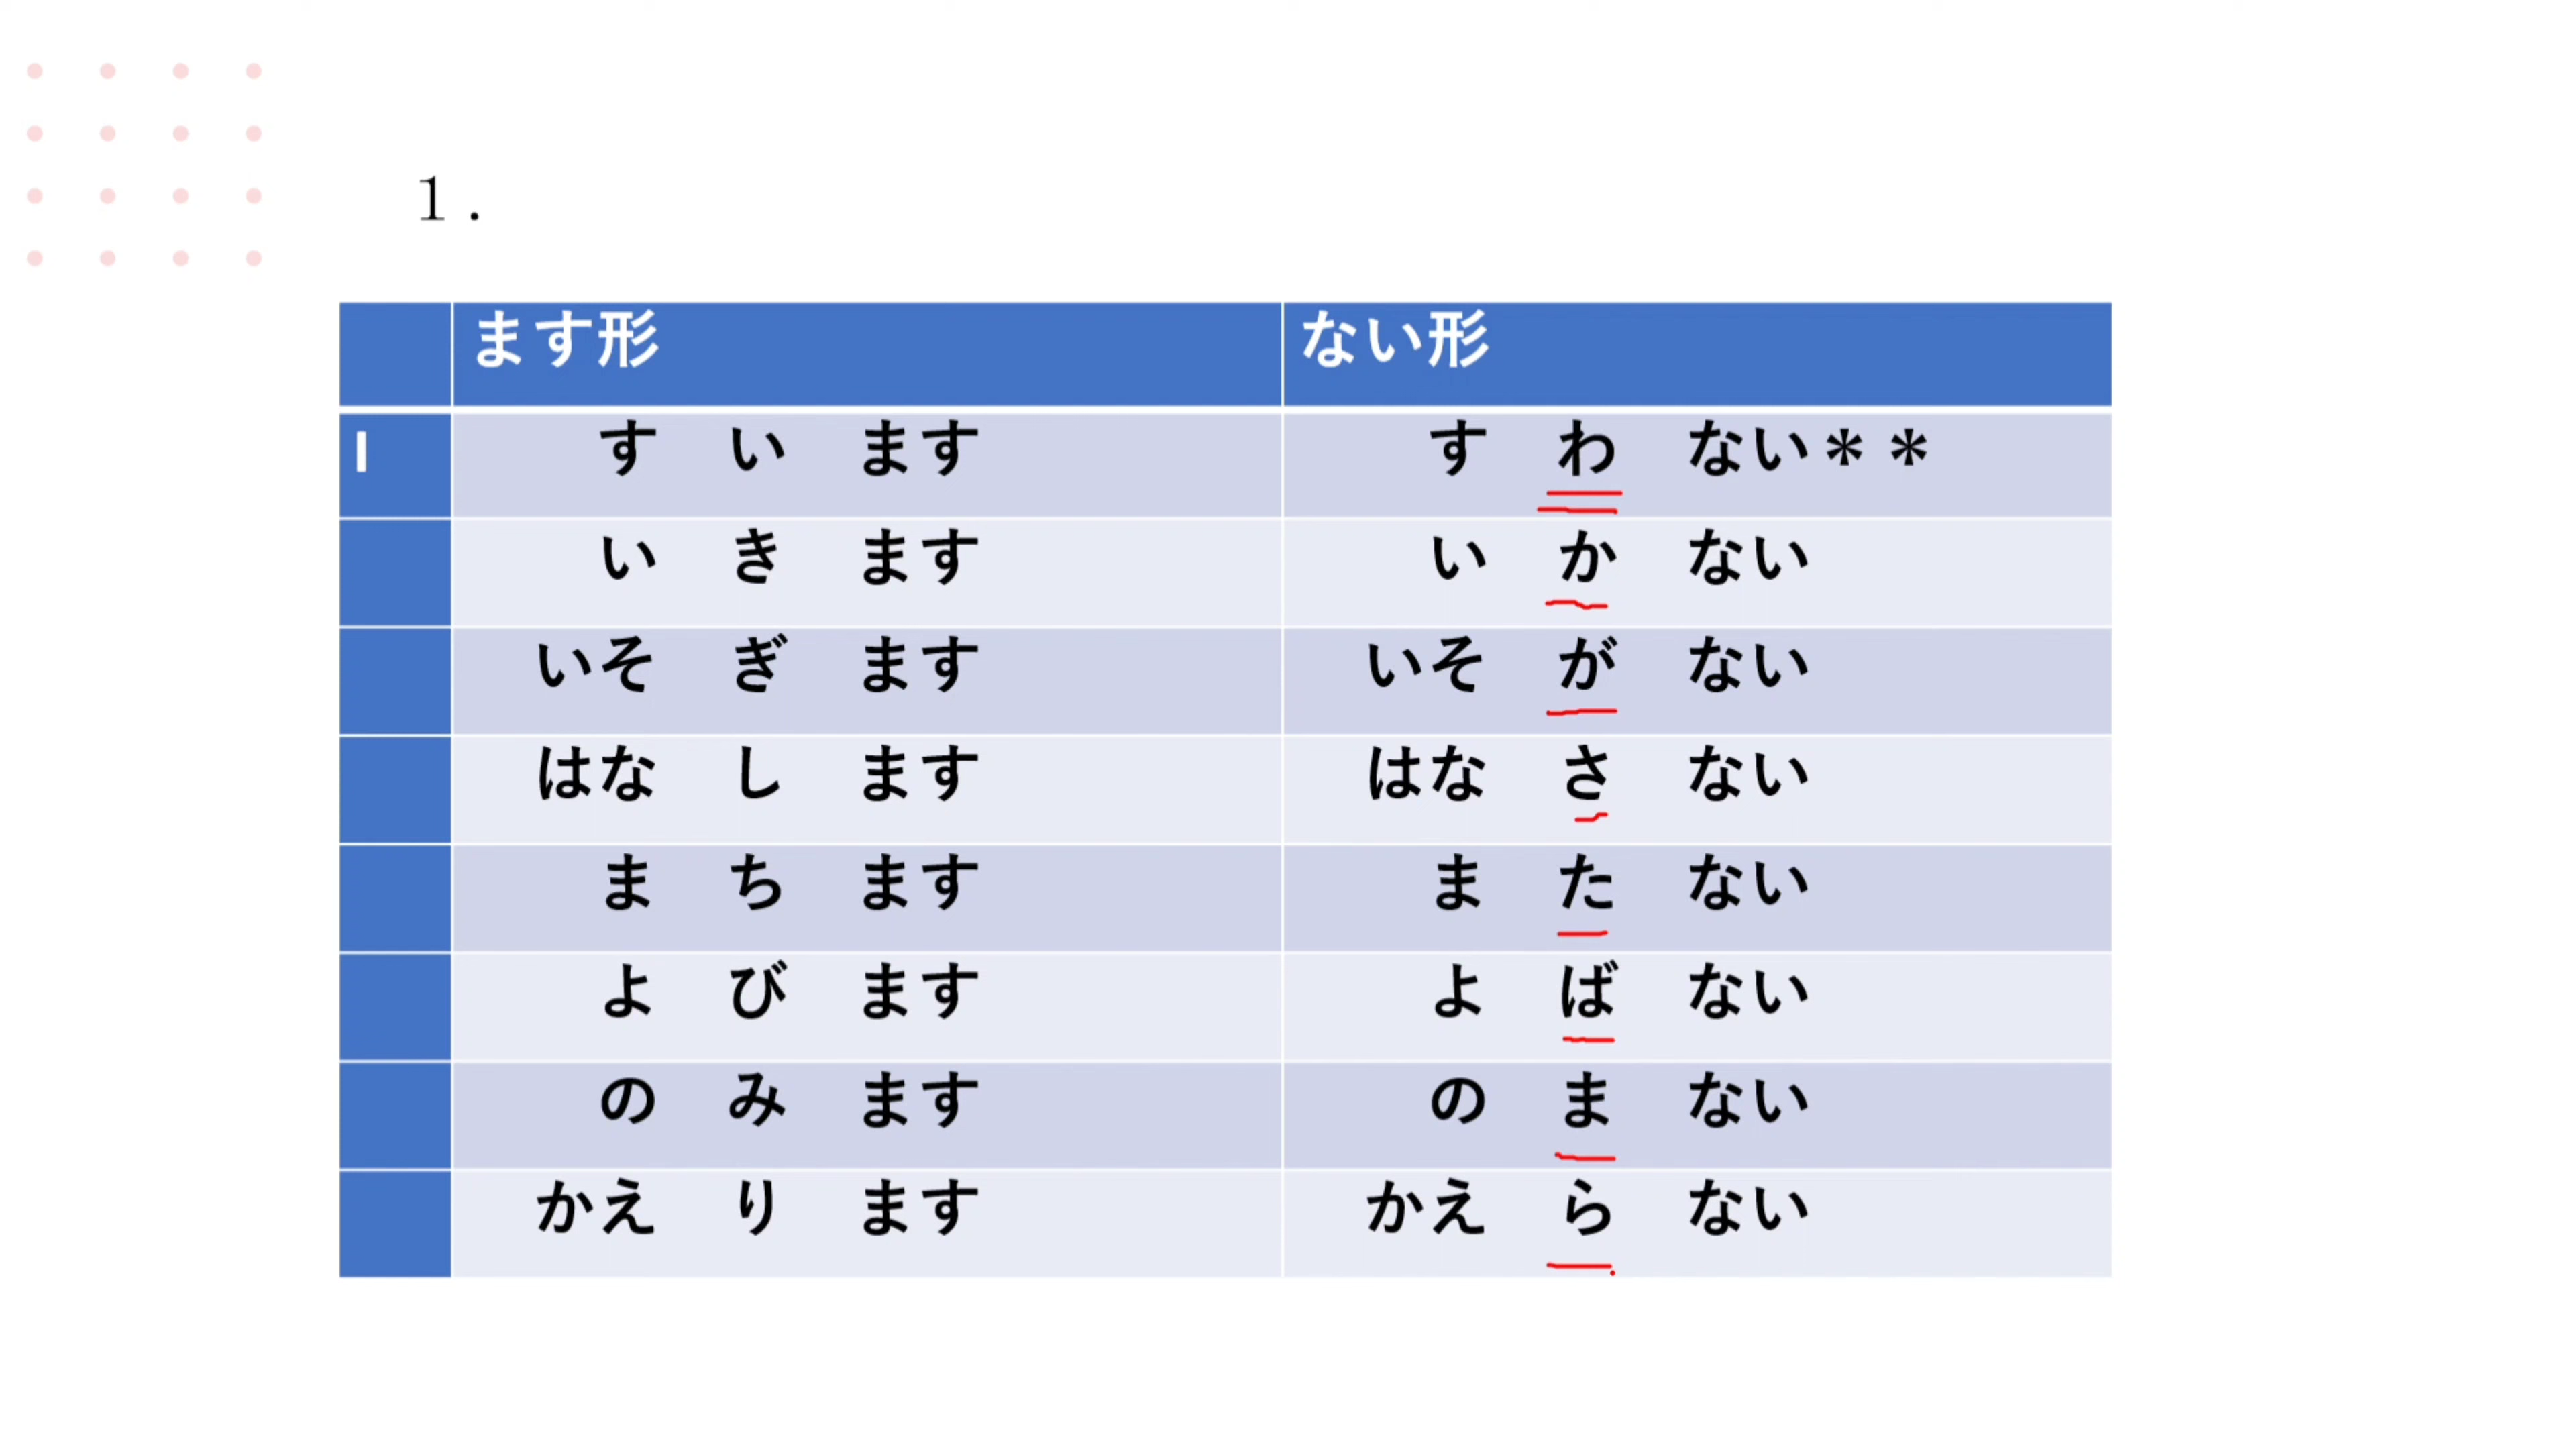 １.
ます形 ない形
I す い ます す わ ない＊＊
い き ます い か ない
いそ ぎ ます いそ が ない
はな し ます はな さ ない
ま ち ます ま た ない
よ び ます よ ば ない
の み ます の ま ない
かえ り ます かえ ら ない